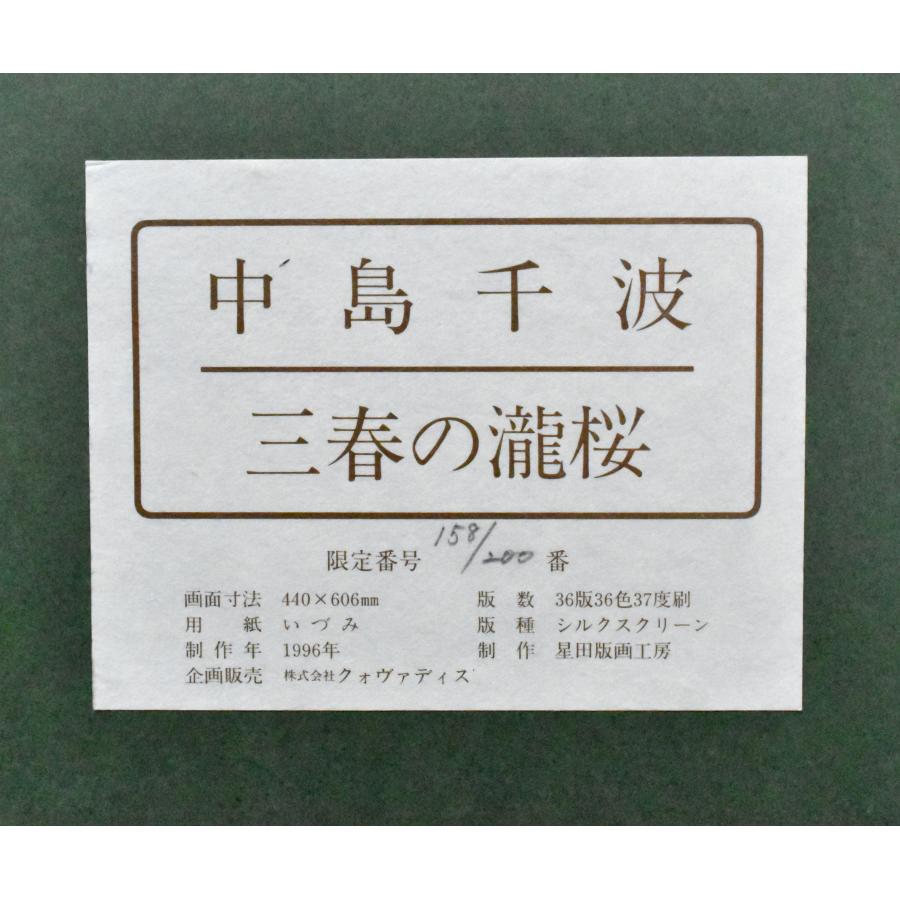 中島千波
三春の瀧桜
限定番号 158/200 番
画面寸法 440×606mm 版数 36版36色37度刷
用紙 いづみ 版種 シルクスクリーン
制作年 1996年 制作 星田版画工房
企画販売 株式会社クォヴァディス